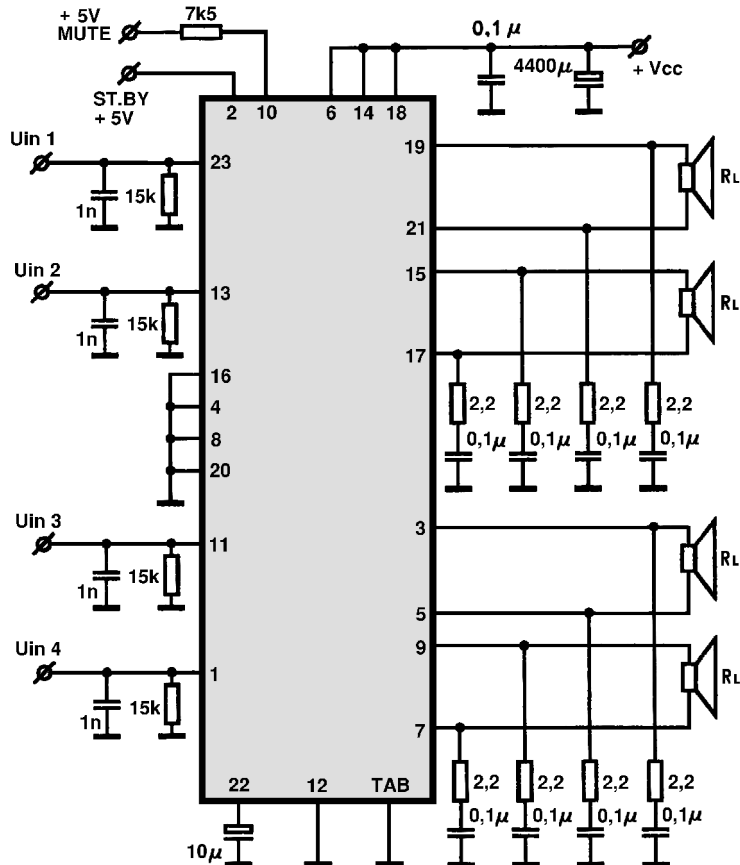 + 5V
MUTE
7k5
0,1 µ
4400µ
+ Vcc
ST.BY
+ 5V
2
10
6
14
18
Uin 1
23
1n
15k
19
RL
21
Uin 2
13
1n
15k
15
RL
17
16
4
8
20
2,2
2,2
2,2
2,2
0,1µ
0,1µ
0,1µ
0,1µ
Uin 3
11
1n
15k
3
RL
5
Uin 4
1
1n
15k
9
RL
7
22
12
TAB
10µ
2,2
2,2
2,2
2,2
0,1µ
0,1µ
0,1µ
0,1µ